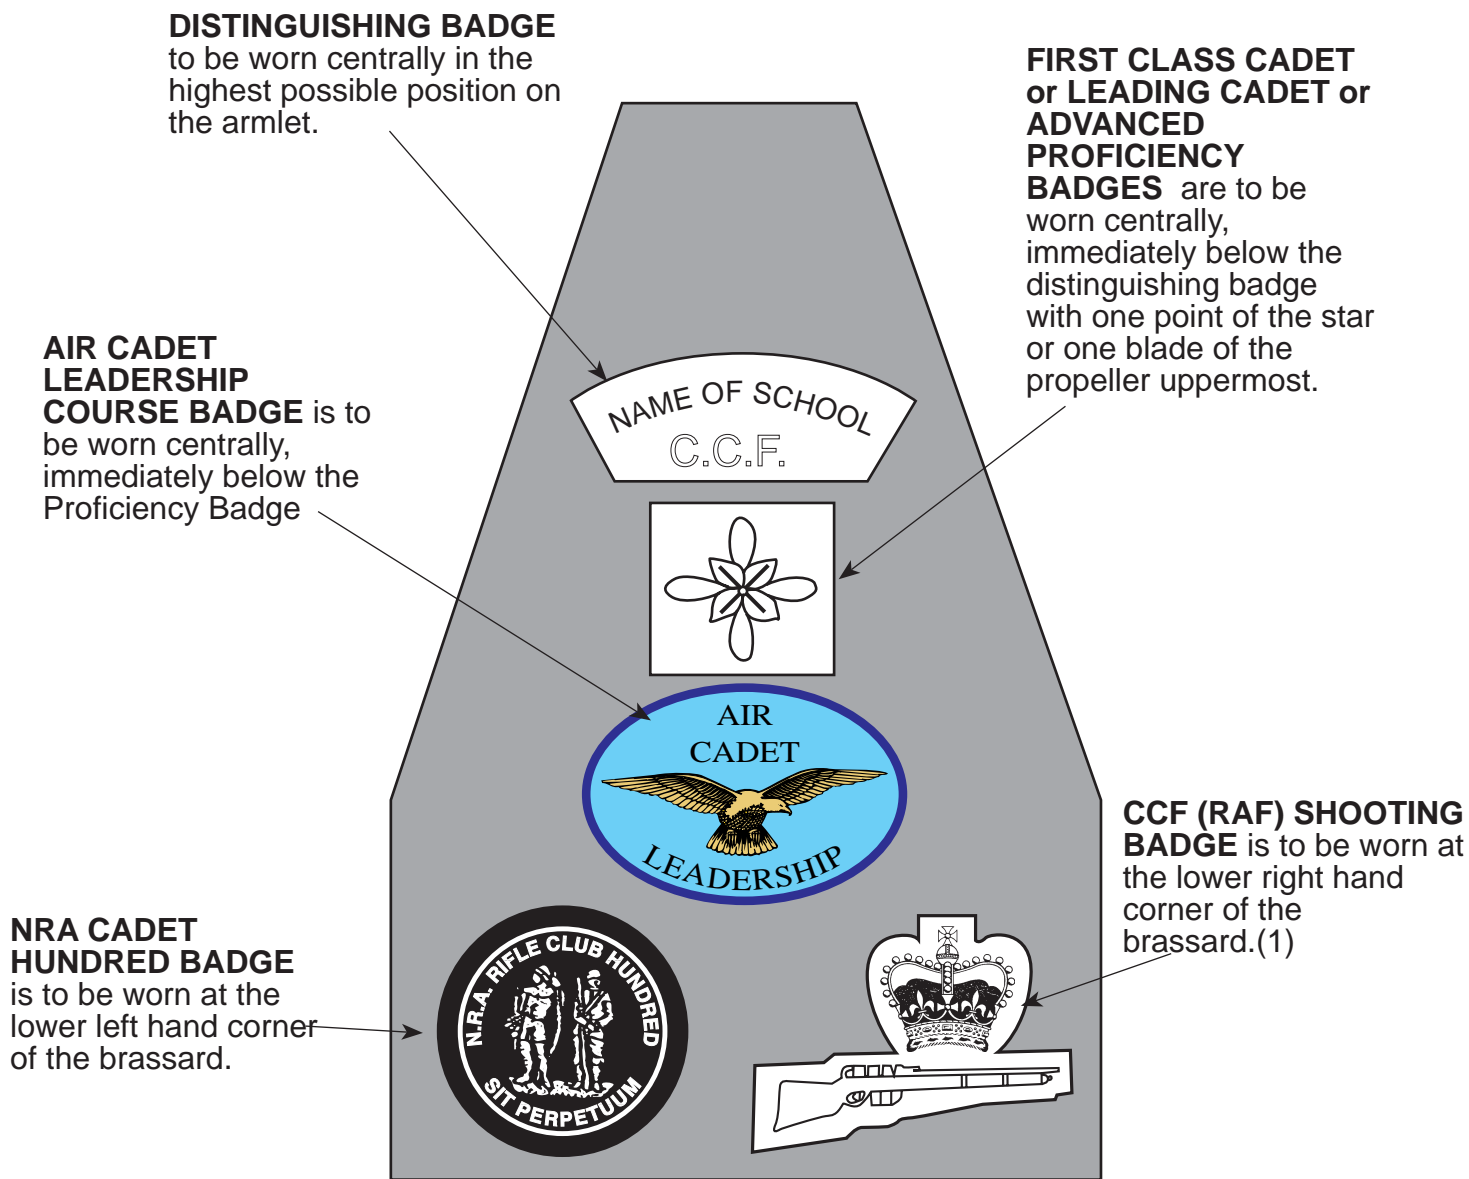 DISTINGUISHING BADGE
to be worn centrally in the
highest possible position on
the armlet.
FIRST CLASS CADET
or LEADING CADET or
ADVANCED
PROFICIENCY
BADGES are to be
worn centrally,
immediately below the
distinguishing badge
with one point of the star
or one blade of the
propeller uppermost.
AIR CADET
LEADERSHIP
COURSE BADGE is to
be worn centrally,
immediately below the
Proficiency Badge
NAME OF SCHOOL
C.C.F.
AIR
CADET
LEADERSHIP
CCF (RAF) SHOOTING
BADGE is to be worn at
the lower right hand
corner of the
brassard.(1)
NRA CADET
HUNDRED BADGE
is to be worn at the
lower left hand corner
of the brassard.
N.R.A. RIFLE CLUB HUNDRED
SIT PERPETUUM